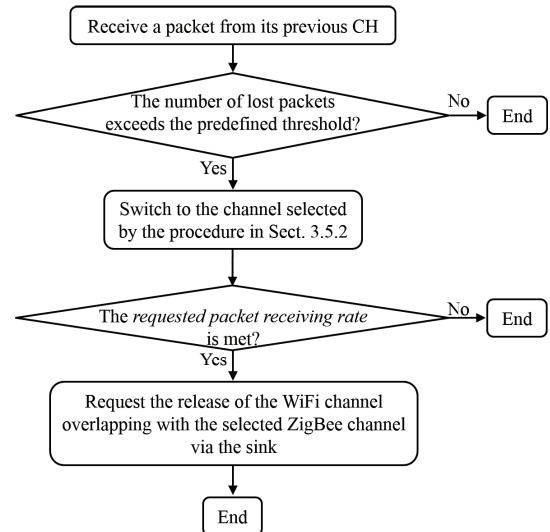 Receive a packet from its previous CH
The number of lost packets
exceeds the predefined threshold?
No
End
Yes
Switch to the channel selected
by the procedure in Sect. 3.5.2
The requested packet receiving rate
is met?
No
End
Yes
Request the release of the WiFi channel
overlapping with the selected ZigBee channel
via the sink
End